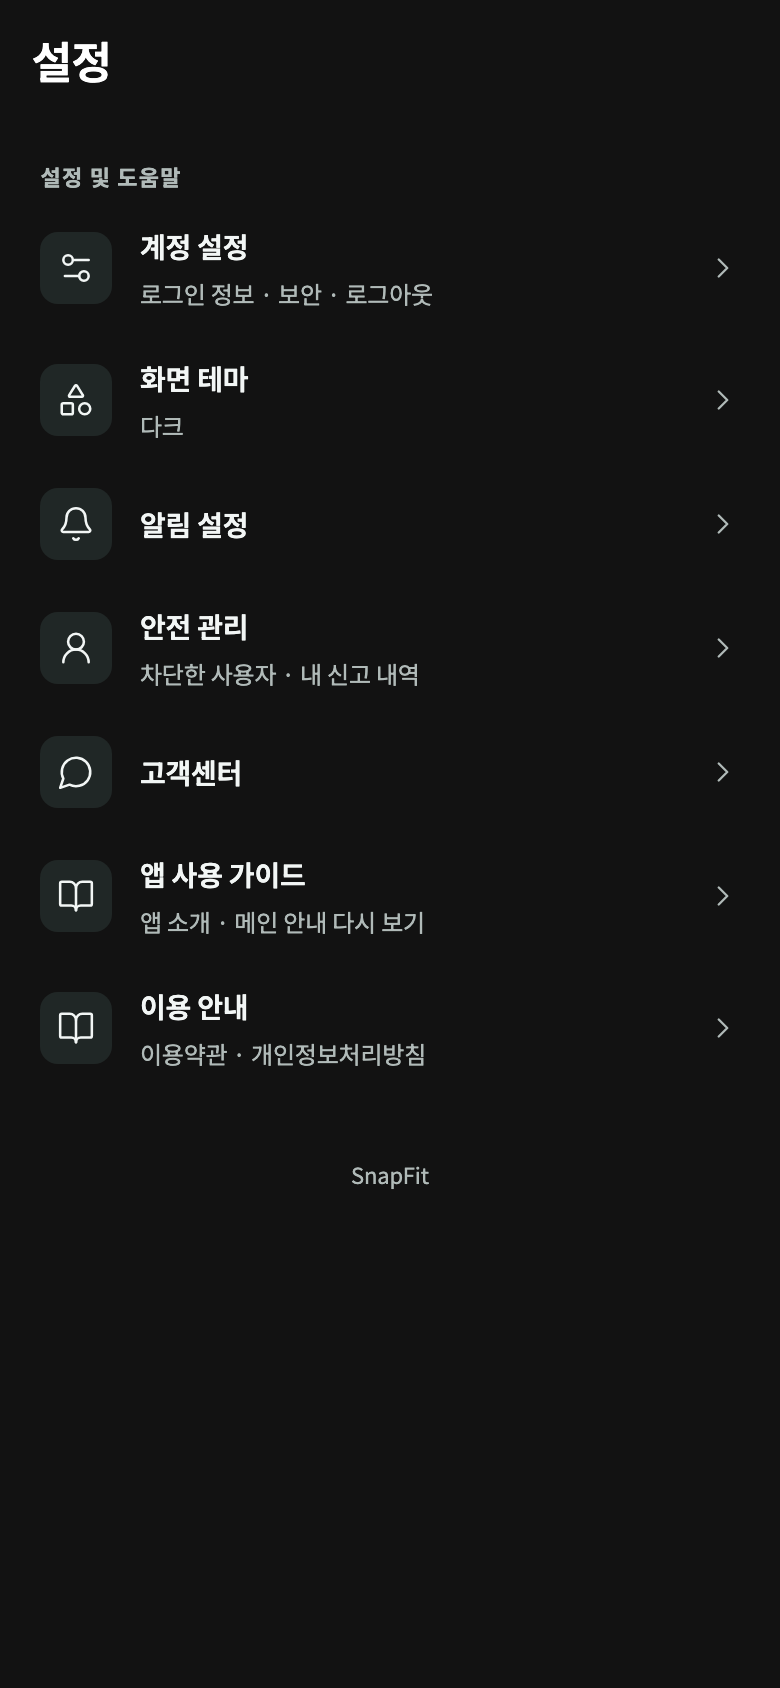 설정
설정 및 도움말
계정 설정
로그인 정보 · 보안 · 로그아웃
화면 테마
다크
알림 설정
안전 관리
차단한 사용자 · 내 신고 내역
고객센터
앱 사용 가이드
앱 소개 · 메인 안내 다시 보기
이용 안내
이용약관 · 개인정보처리방침
SnapFit